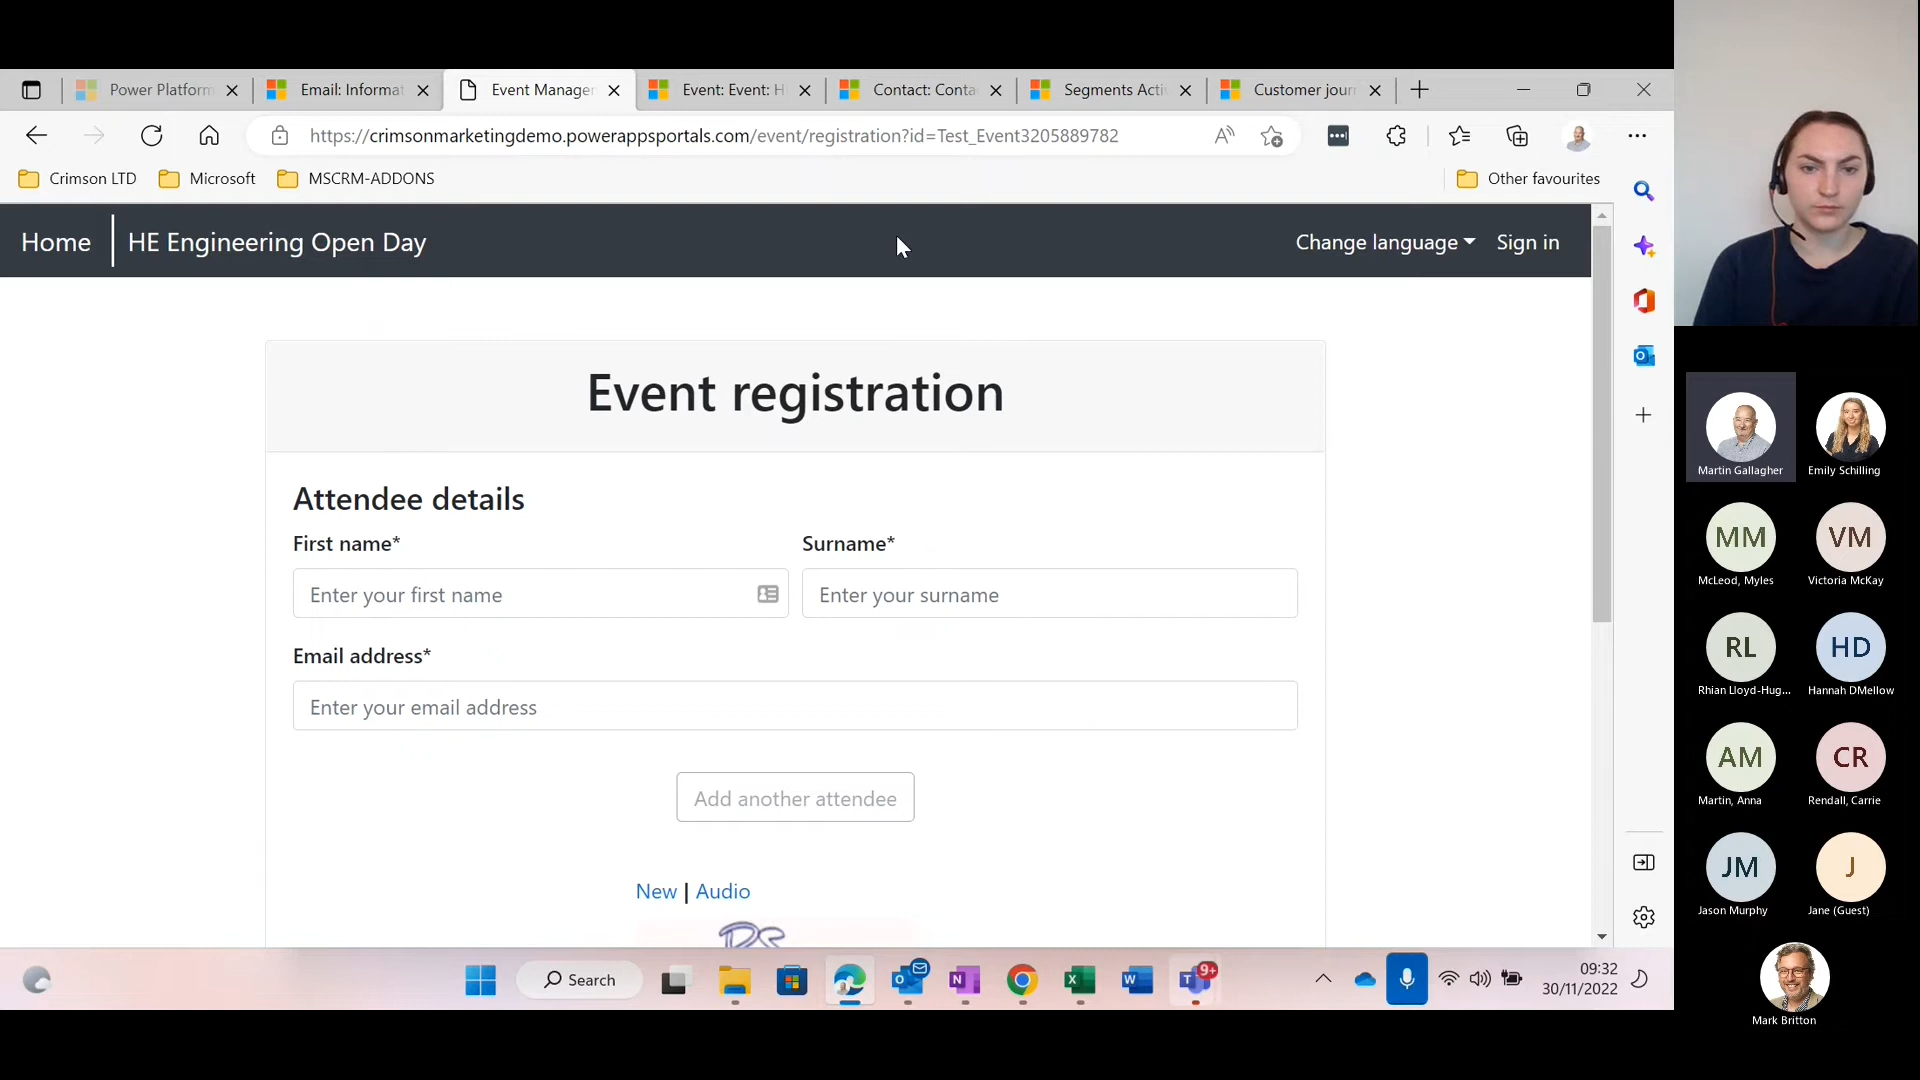 Power Platform
Email: Informat
Event Manager
Event: Event: H
Contact: Conta
Segments Activ
Customer jour
https://crimsonmarketingdemo.powerappsportals.com/event/registration?id=Test_Event3205889782
Crimson LTD
Microsoft
MSCRM-ADDONS
Other favourites
Home
HE Engineering Open Day
Change language
Sign in
Event registration
Attendee details
First name*
Surname*
Enter your first name
Enter your surname
Email address*
Enter your email address
Add another attendee
New | Audio
Search
9+
09:32
30/11/2022
Martin Gallagher
Emily Schilling
MM
VM
McLeod, Myles
Victoria McKay
RL
HD
Rhian Lloyd-Hug...
Hannah DMellow
AM
CR
Martin, Anna
Rendall, Carrie
JM
J
Jason Murphy
Jane (Guest)
Mark Britton